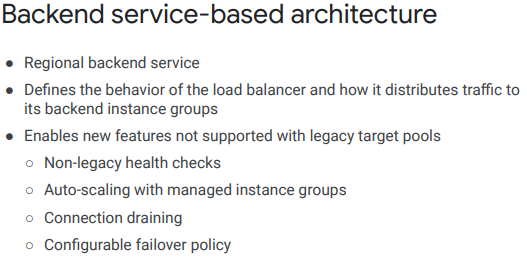 Backend service-based architecture
● Regional backend service
● Defines the behavior of the load balancer and how it distributes traffic to
its backend instance groups
● Enables new features not supported with legacy target pools
○ Non-legacy health checks
○ Auto-scaling with managed instance groups
○ Connection draining
○ Configurable failover policy